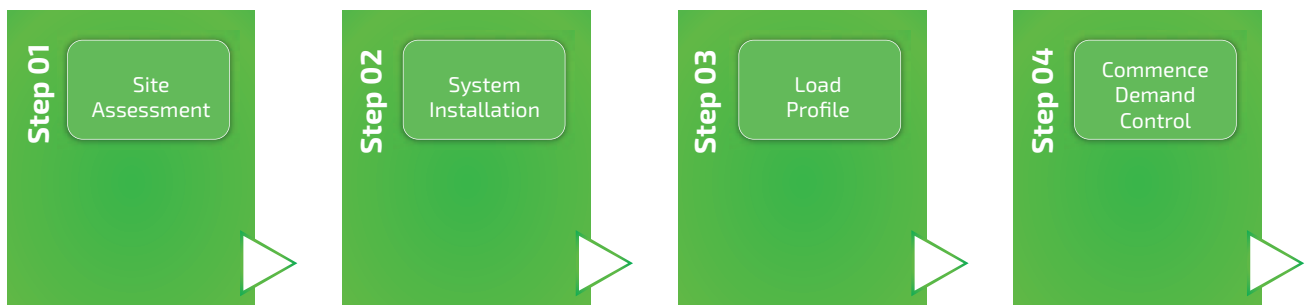 Step 01
Site
Assessment
Step 02
System
Installation
Step 03
Load
Profile
Step 04
Commence
Demand
Control